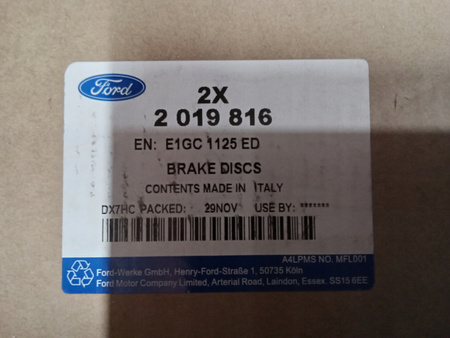 Ford
2X
2 019 816
EN: E1GC 1125 ED
BRAKE DISCS
CONTENTS MADE IN ITALY
DX7HC PACKED: 29NOV USE BY:*******
A4LPMS NO. MFL001
Ford-Werke GmbH, Henry-Ford-Straße 1, 50735 Köln
Ford Motor Company Limited, Arterial Road, Laindon, Essex. SS15 6EE